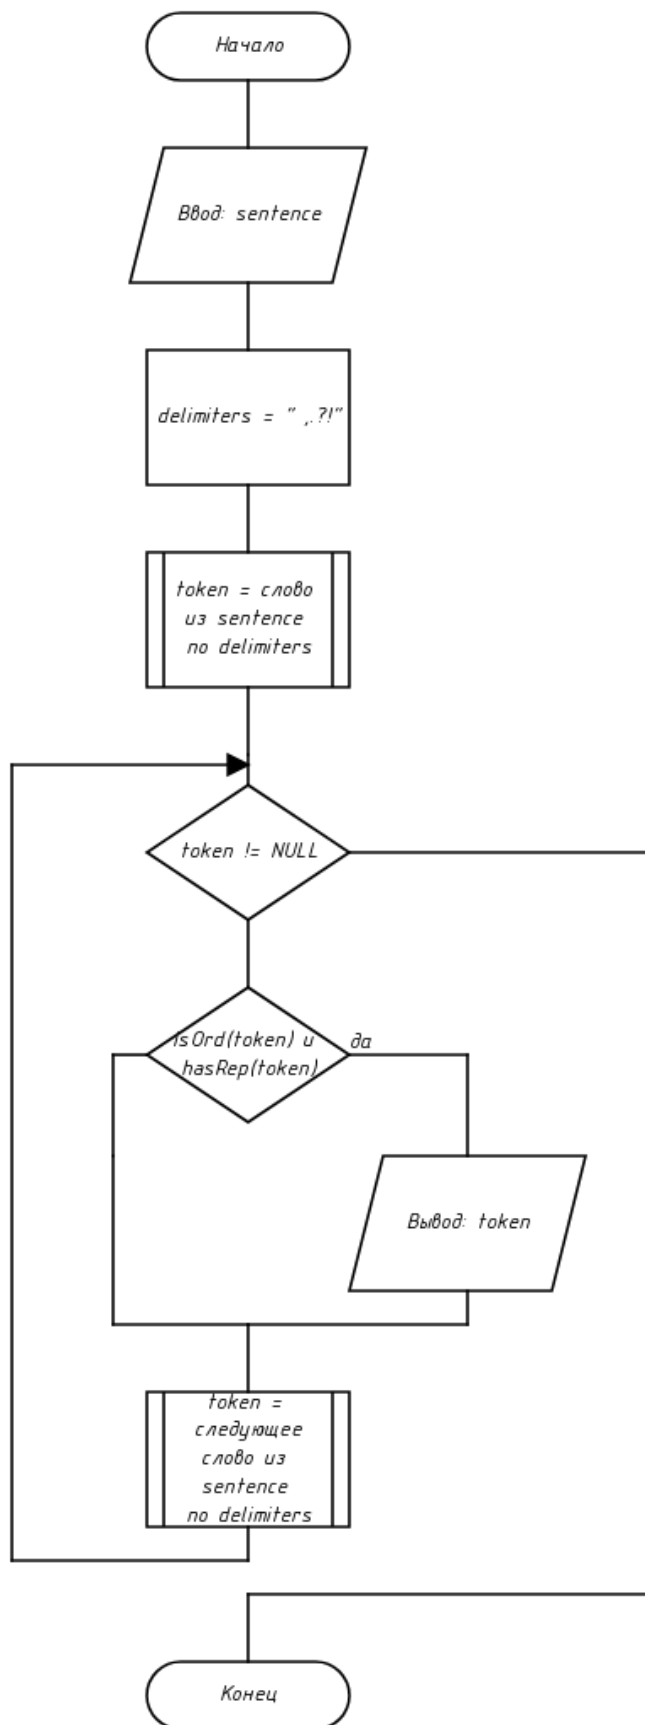 Начало
Ввод: sentence
delimiters = " ,.?!"
token = слово
из sentence
по delimiters
token != NULL
isOrd(token) и
hasRep(token)
да
Вывод: token
token =
следующее
слово из
sentence
по delimiters
Конец